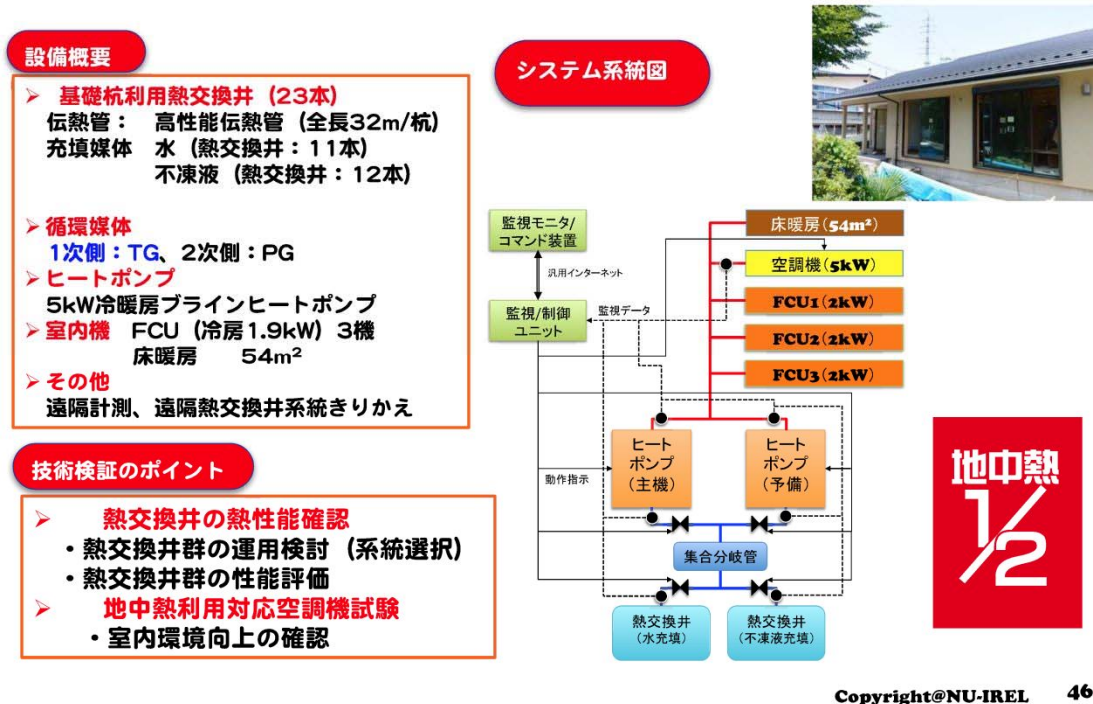 設備概要
➢ 基礎杭利用熱交換井（23本）
伝熱管： 高性能伝熱管（全長32m/杭）
充填媒体 水（熱交換井：11本）
不凍液（熱交換井：12本）
➢ 循環媒体
1次側：TG、2次側：PG
➢ ヒートポンプ
5kW冷暖房ブラインヒートポンプ
➢ 室内機 FCU（冷房1.9kW）3機
床暖房 54m²
➢ その他
遠隔計測、遠隔熱交換井系統きりかえ
技術検証のポイント
➢ 熱交換井の熱性能確認
・熱交換井群の運用検討（系統選択）
・熱交換井群の性能評価
➢ 地中熱利用対応空調機試験
・室内環境向上の確認
システム系統図
監視モニタ/
コマンド装置
汎用インターネット
監視/制御
ユニット
監視データ
床暖房(54m²)
空調機(5kW)
FCU1(2kW)
FCU2(2kW)
FCU3(2kW)
ヒート
ポンプ
(主機)
ヒート
ポンプ
(予備)
動作指示
集合分岐管
熱交換井
(水充填)
熱交換井
(不凍液充填)
地中熱
1/2
Copyright@NU-IREL 46